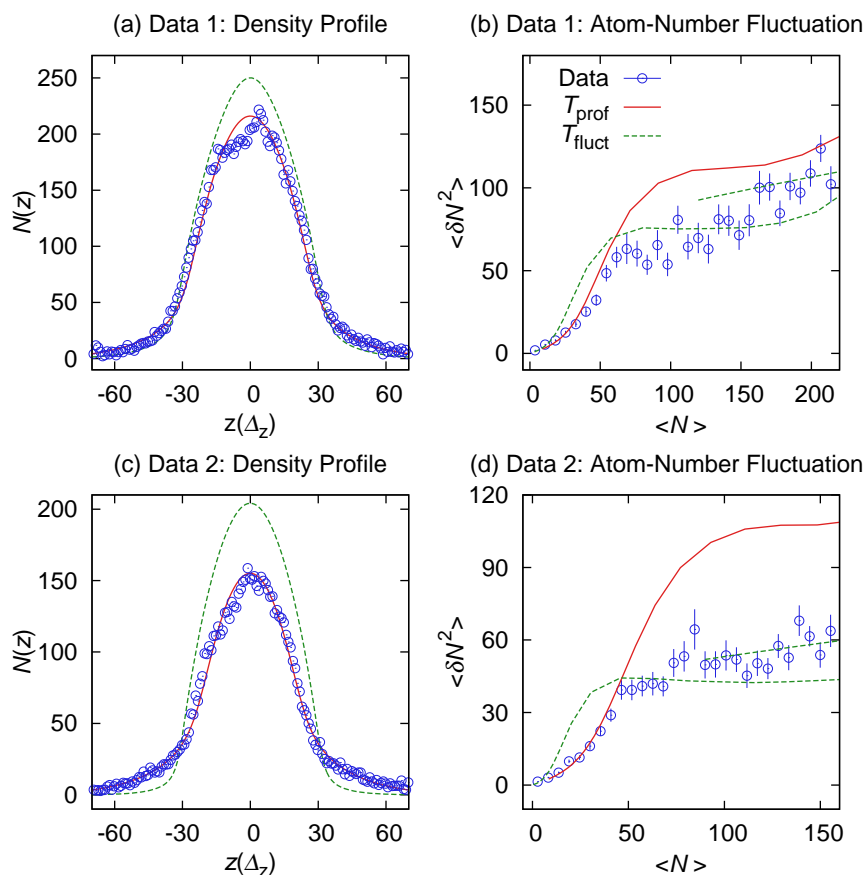 (a) Data 1: Density Profile
N(z)
250
200
150
100
50
0
-60 -30 0 30 60
z(Δz)
(b) Data 1: Atom-Number Fluctuation
<δN²>
150
100
50
0
Data
Tprof
Tfluct
0 50 100 150 200
<N>
(c) Data 2: Density Profile
N(z)
200
150
100
50
0
-60 -30 0 30 60
z(Δz)
(d) Data 2: Atom-Number Fluctuation
<δN²>
120
90
60
30
0
0 50 100 150
<N>